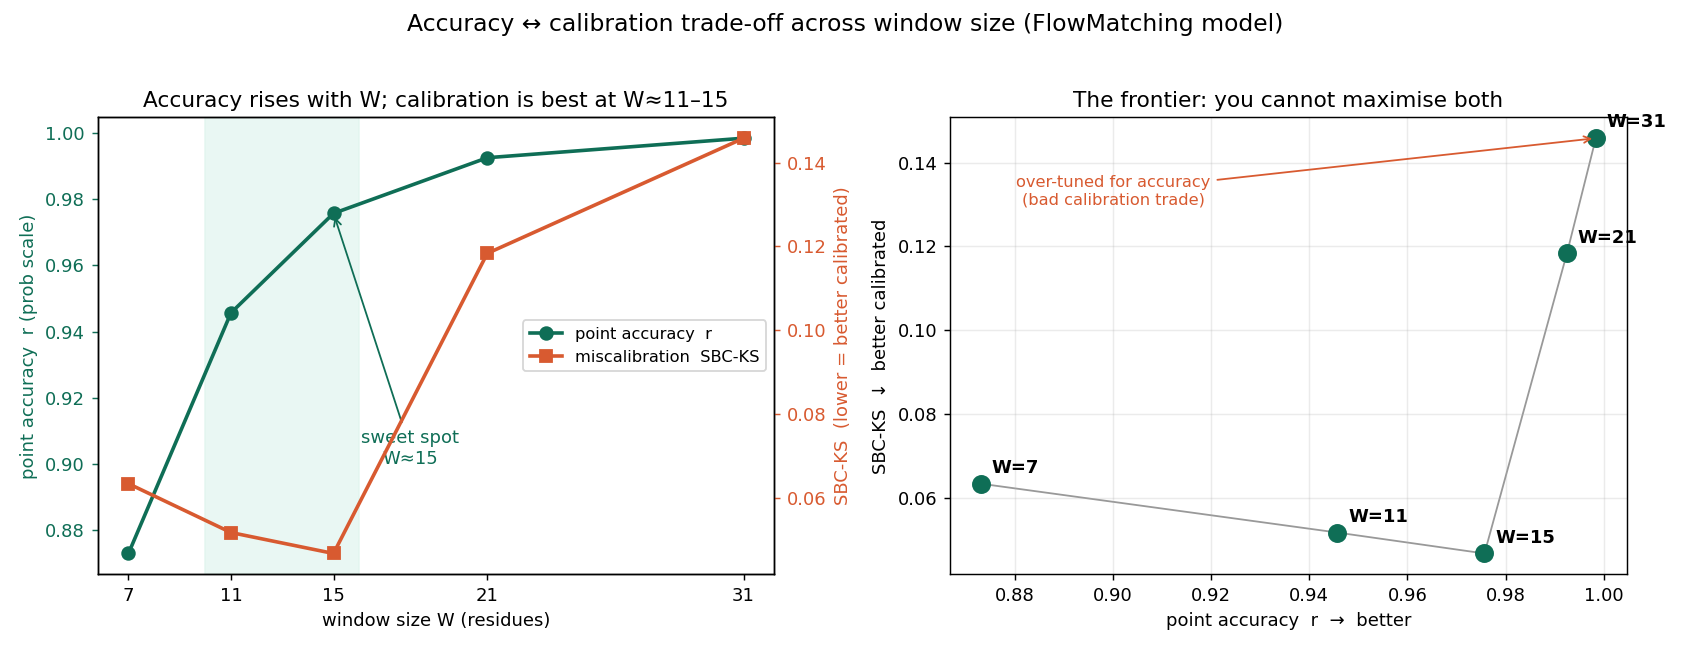 Accuracy ↔ calibration trade-off across window size (FlowMatching model)
Accuracy rises with W; calibration is best at W≈11–15
point accuracy  r (prob scale)
1.00
0.98
0.96
0.94
0.92
0.90
0.88
sweet spot
W≈15
point accuracy  r
miscalibration  SBC-KS
0.14
0.12
0.10
0.08
0.06
SBC-KS  (lower = better calibrated)
7 11 15 21 31
window size W (residues)
The frontier: you cannot maximise both
SBC-KS  ↓  better calibrated
0.14
0.12
0.10
0.08
0.06
over-tuned for accuracy
(bad calibration trade)
W=31
W=21
W=7
W=11
W=15
0.88 0.90 0.92 0.94 0.96 0.98 1.00
point accuracy  r  →  better